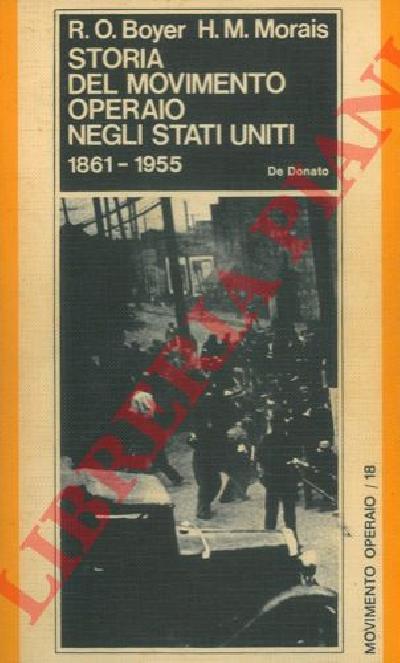 R. O. Boyer H. M. Morais
STORIA
DEL MOVIMENTO
OPERAIO
NEGLI STATI UNITI
1861 - 1955
De Donato
MOVIMENTO OPERAIO / 18
LIBRERIA PIANI